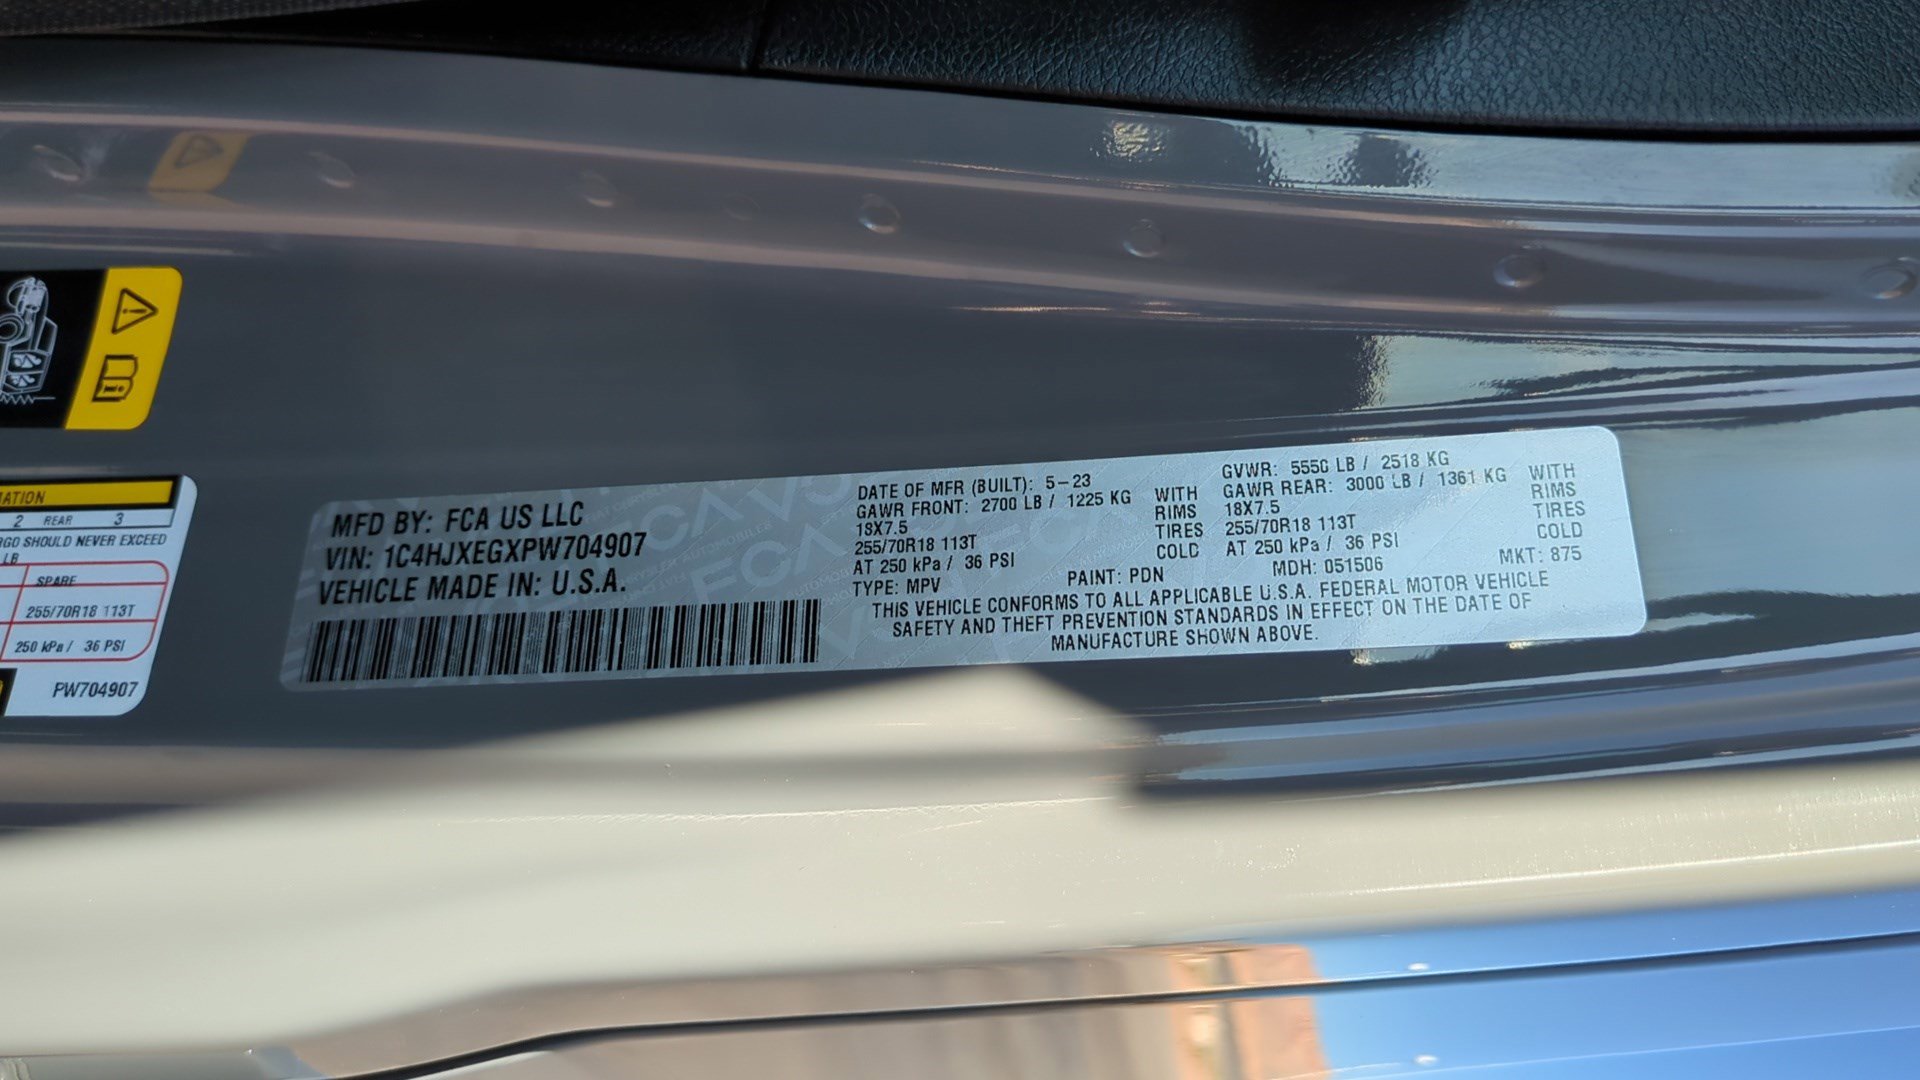 MATION
2 REAR 3
RGO SHOULD NEVER EXCEED
LB
SPARE
255/70R18 113T
250 kPa / 36 PSI
PW704907
MFD BY: FCA US LLC
VIN: 1C4HJXEGXPW704907
VEHICLE MADE IN: U.S.A.
DATE OF MFR (BUILT): 5-23
GAWR FRONT: 2700 LB / 1225 KG WITH
18X7.5 RIMS
255/70R18 113T TIRES
AT 250 kPa / 36 PSI COLD
TYPE: MPV PAINT: PDN
GVWR: 5550 LB / 2518 KG
GAWR REAR: 3000 LB / 1361 KG WITH
18X7.5 RIMS
255/70R18 113T TIRES
AT 250 kPa / 36 PSI COLD
MDH: 051506 MKT: 875
THIS VEHICLE CONFORMS TO ALL APPLICABLE U.S.A. FEDERAL MOTOR VEHICLE
SAFETY AND THEFT PREVENTION STANDARDS IN EFFECT ON THE DATE OF
MANUFACTURE SHOWN ABOVE.